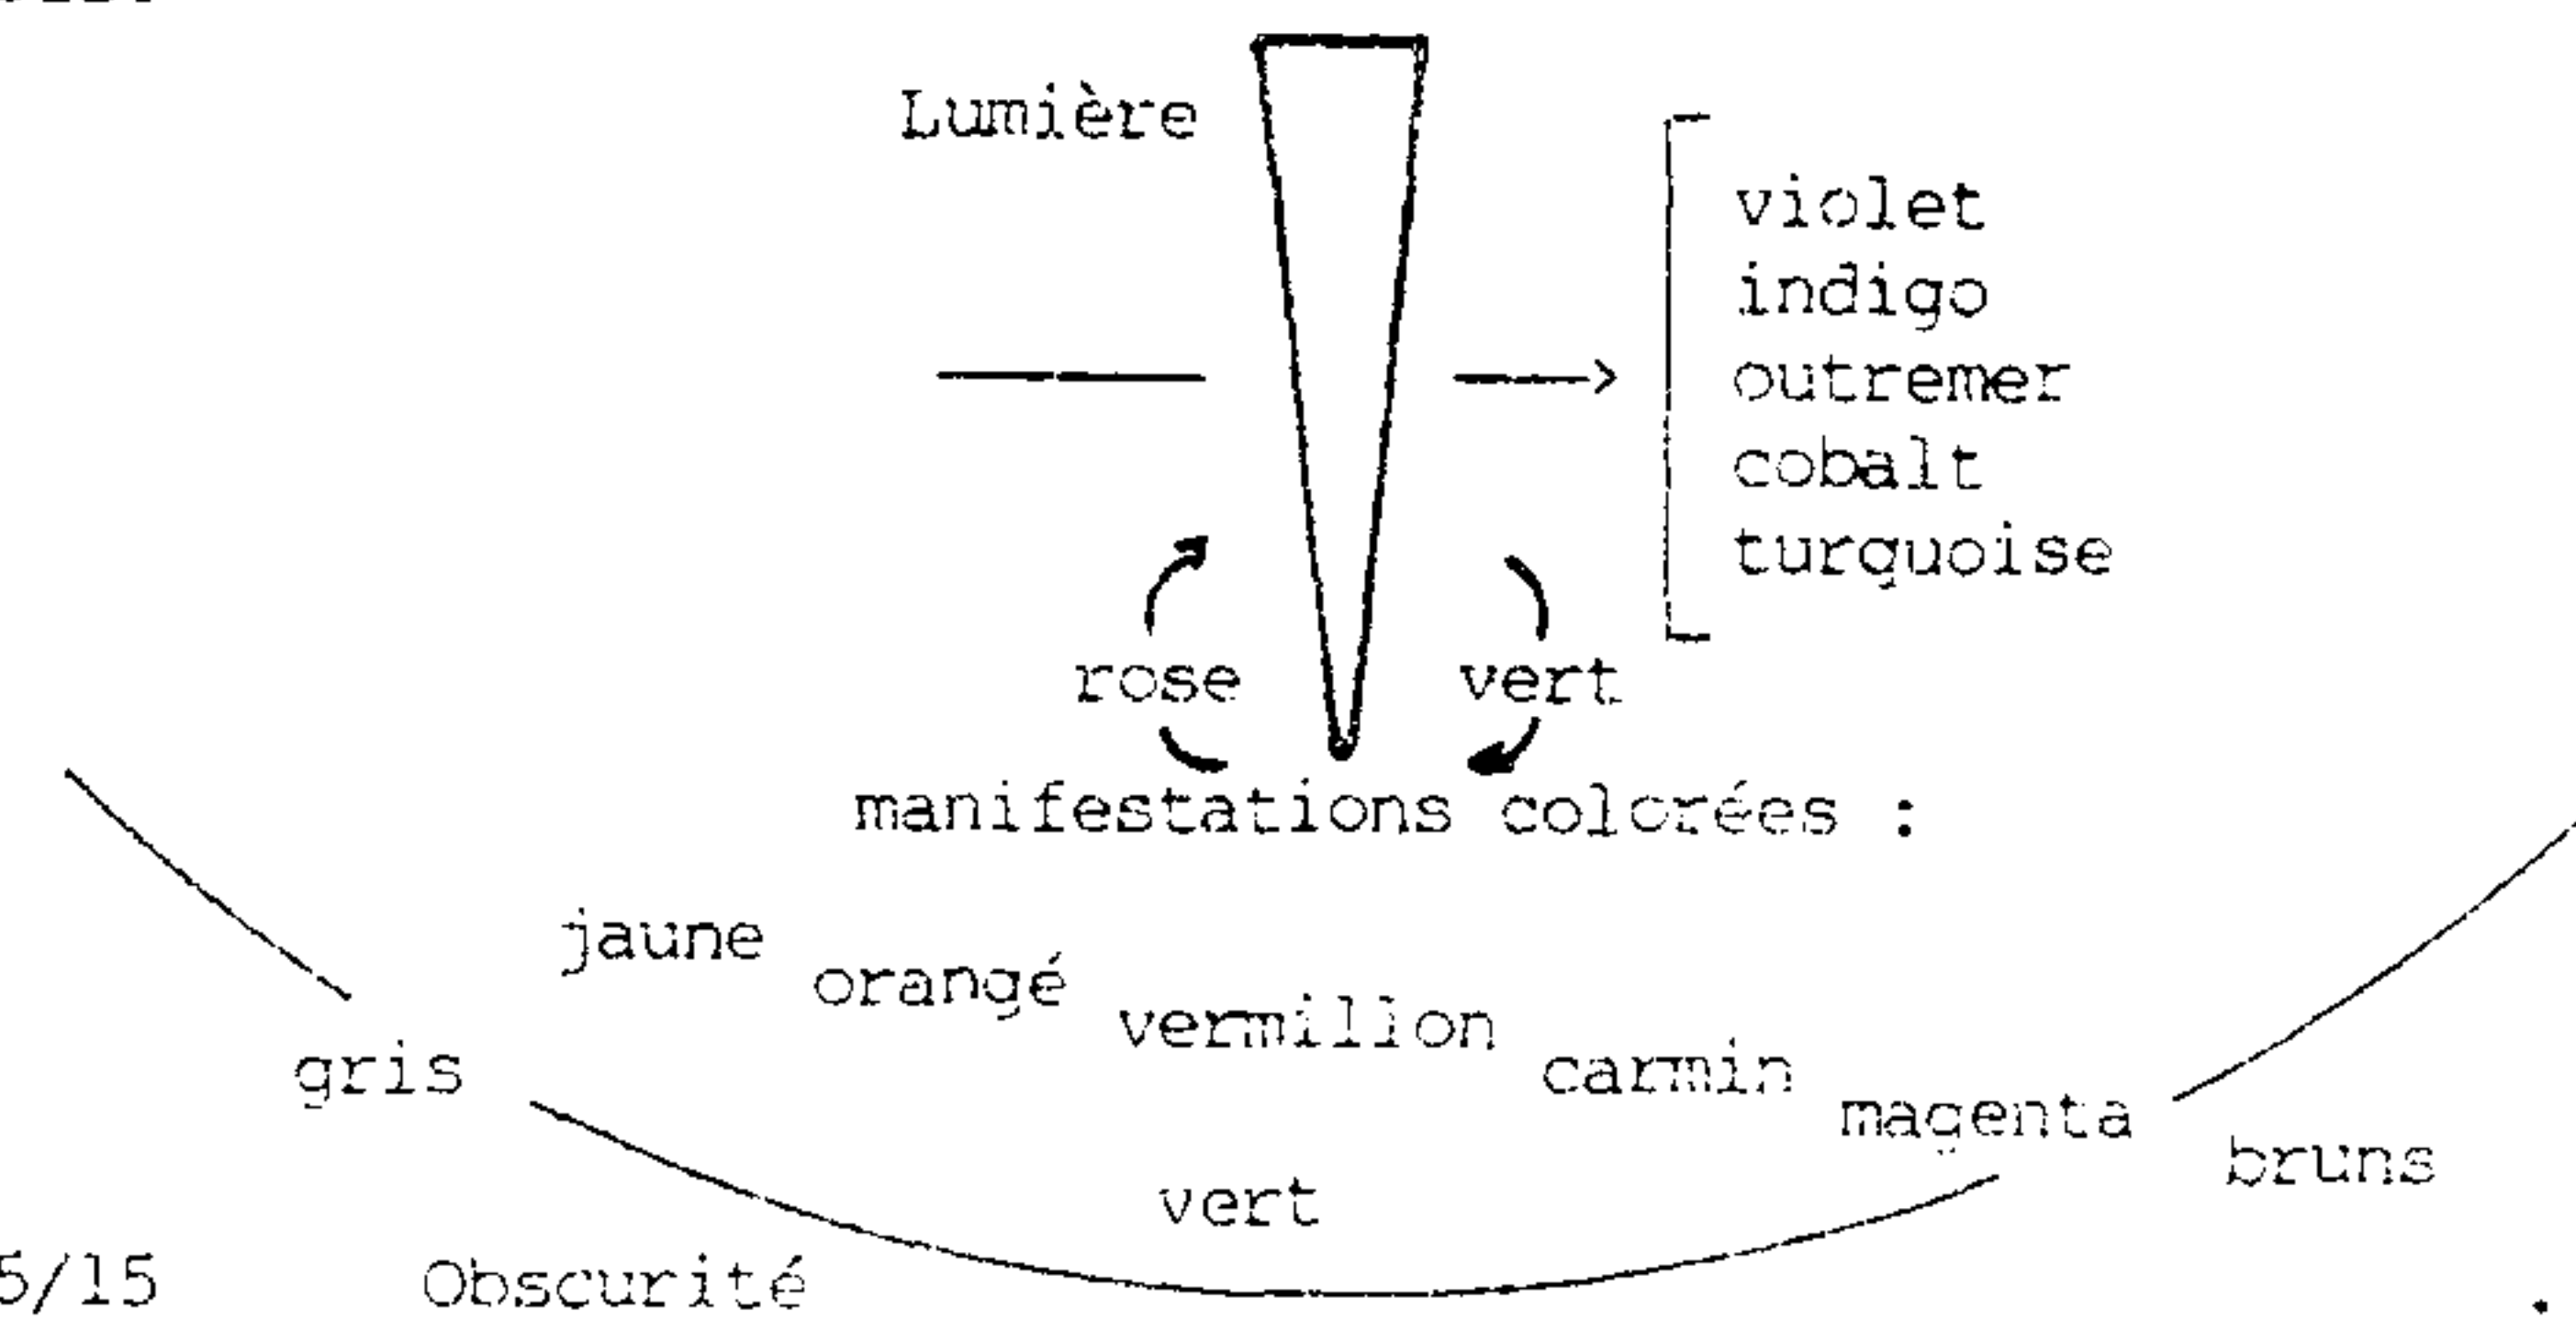 Lumière
violet
indigo
outremer
cobalt
turquoise
rose vert
manifestations colorées :
jaune
orangé
vermillon
carmin
gris
magenta
bruns
vert
5/15 Obscurité